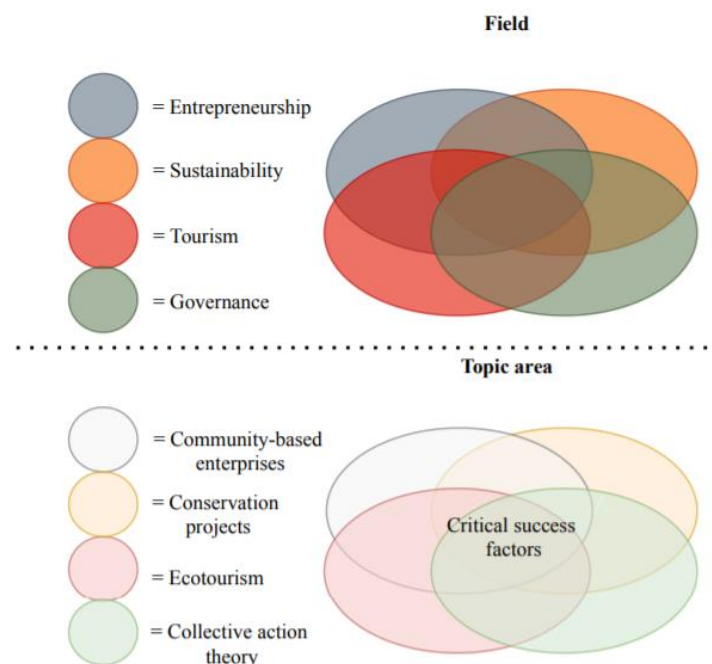 Field
= Entrepreneurship
= Sustainability
= Tourism
= Governance
Topic area
= Community-based
enterprises
= Conservation
projects
= Ecotourism
= Collective action
theory
Critical success
factors